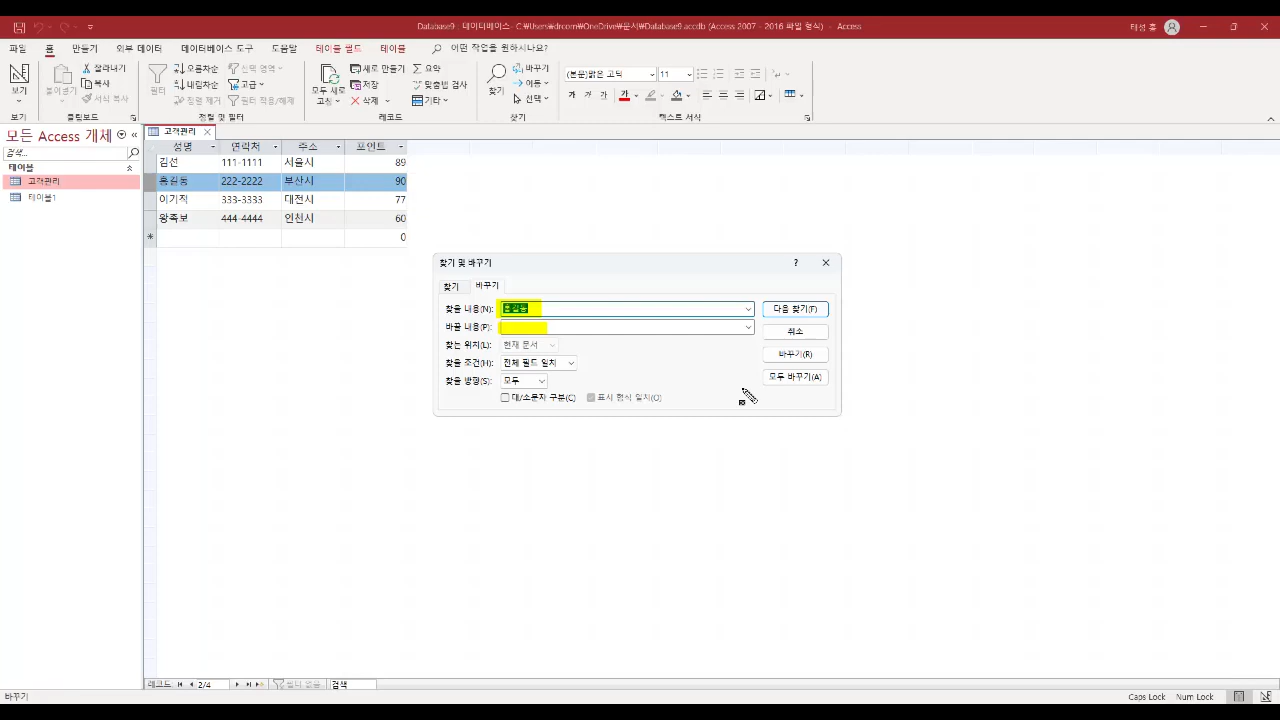 Database9 : 데이터베이스- C:₩Users₩drcom₩OneDrive₩문서₩Database9.accdb (Access 2007 - 2016 파일 형식) - Access
태성 홍
파일 홈 만들기 외부 데이터 데이터베이스 도구 도움말 테이블 필드 테이블 어떤 작업을 원하시나요?
잘라내기 오름차순 선택 영역 새로 만들기 요약 바꾸기 (본문)맑은 고딕 11
보기 붙여넣기 복사 필터 내림차순 고급 모두 새로 고침 저장 맞춤법 검사 찾기 이동
서식 복사 정렬 제거 필터 적용/해제 삭제 기타 선택 가 가 가 가
보기 클립보드 정렬 및 필터 레코드 찾기 텍스트 서식
모든 Access 개체
검색...
테이블
고객관리
테이블1
고객관리
성명 연락처 주소 포인트
김선 111-1111 서울시 89
홍길동 222-2222 부산시 90
이기적 333-3333 대전시 77
왕족보 444-4444 인천시 60
* 0
찾기 및 바꾸기 ?
찾기 바꾸기
찾을 내용(N): 홍길동 다음 찾기(F)
바꿀 내용(P): 취소
찾는 위치(L): 현재 문서 바꾸기(R)
찾을 조건(H): 전체 필드 일치 모두 바꾸기(A)
찾을 방향(S): 모두
대/소문자 구분(C) 표시 형식 일치(O)
레코드 2/4 필터 없음 검색
바꾸기 Caps Lock Num Lock